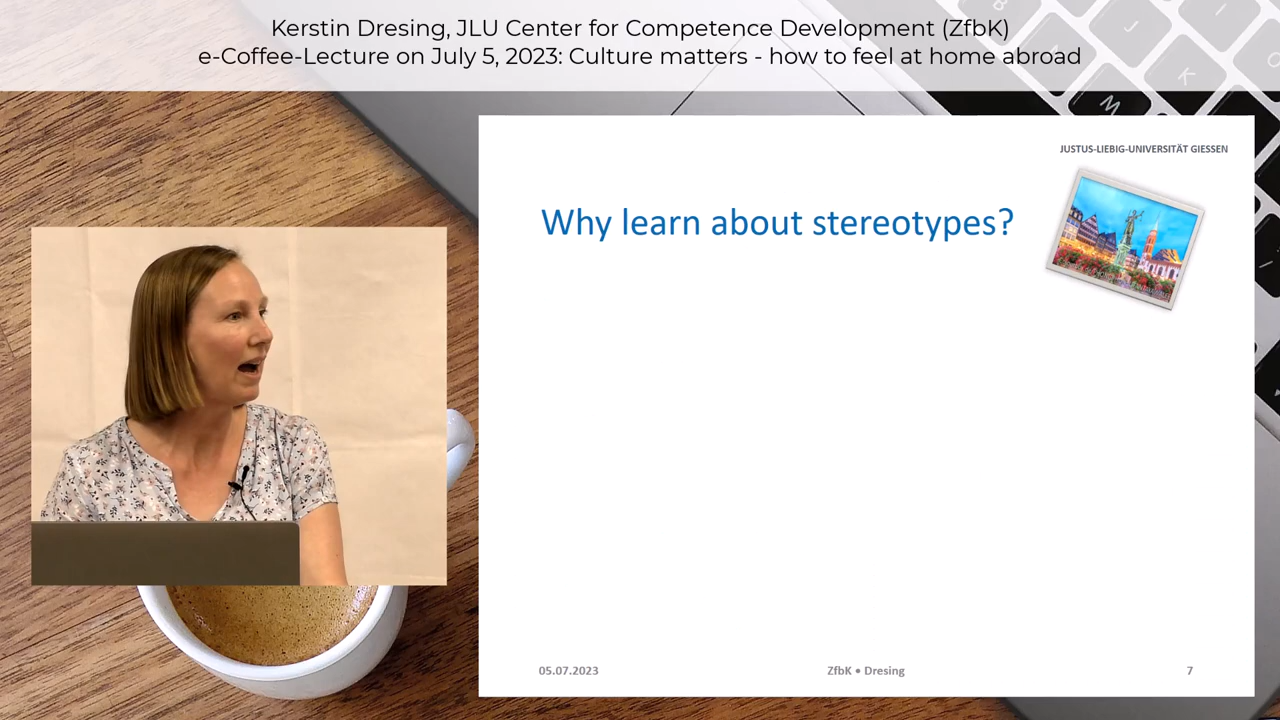 Kerstin Dresing, JLU Center for Competence Development (ZfbK)
e-Coffee-Lecture on July 5, 2023: Culture matters - how to feel at home abroad
B
J
I
K
O
M
JUSTUS-LIEBIG-UNIVERSITÄT GIESSEN
Why learn about stereotypes?
05.07.2023
ZfbK • Dresing
7